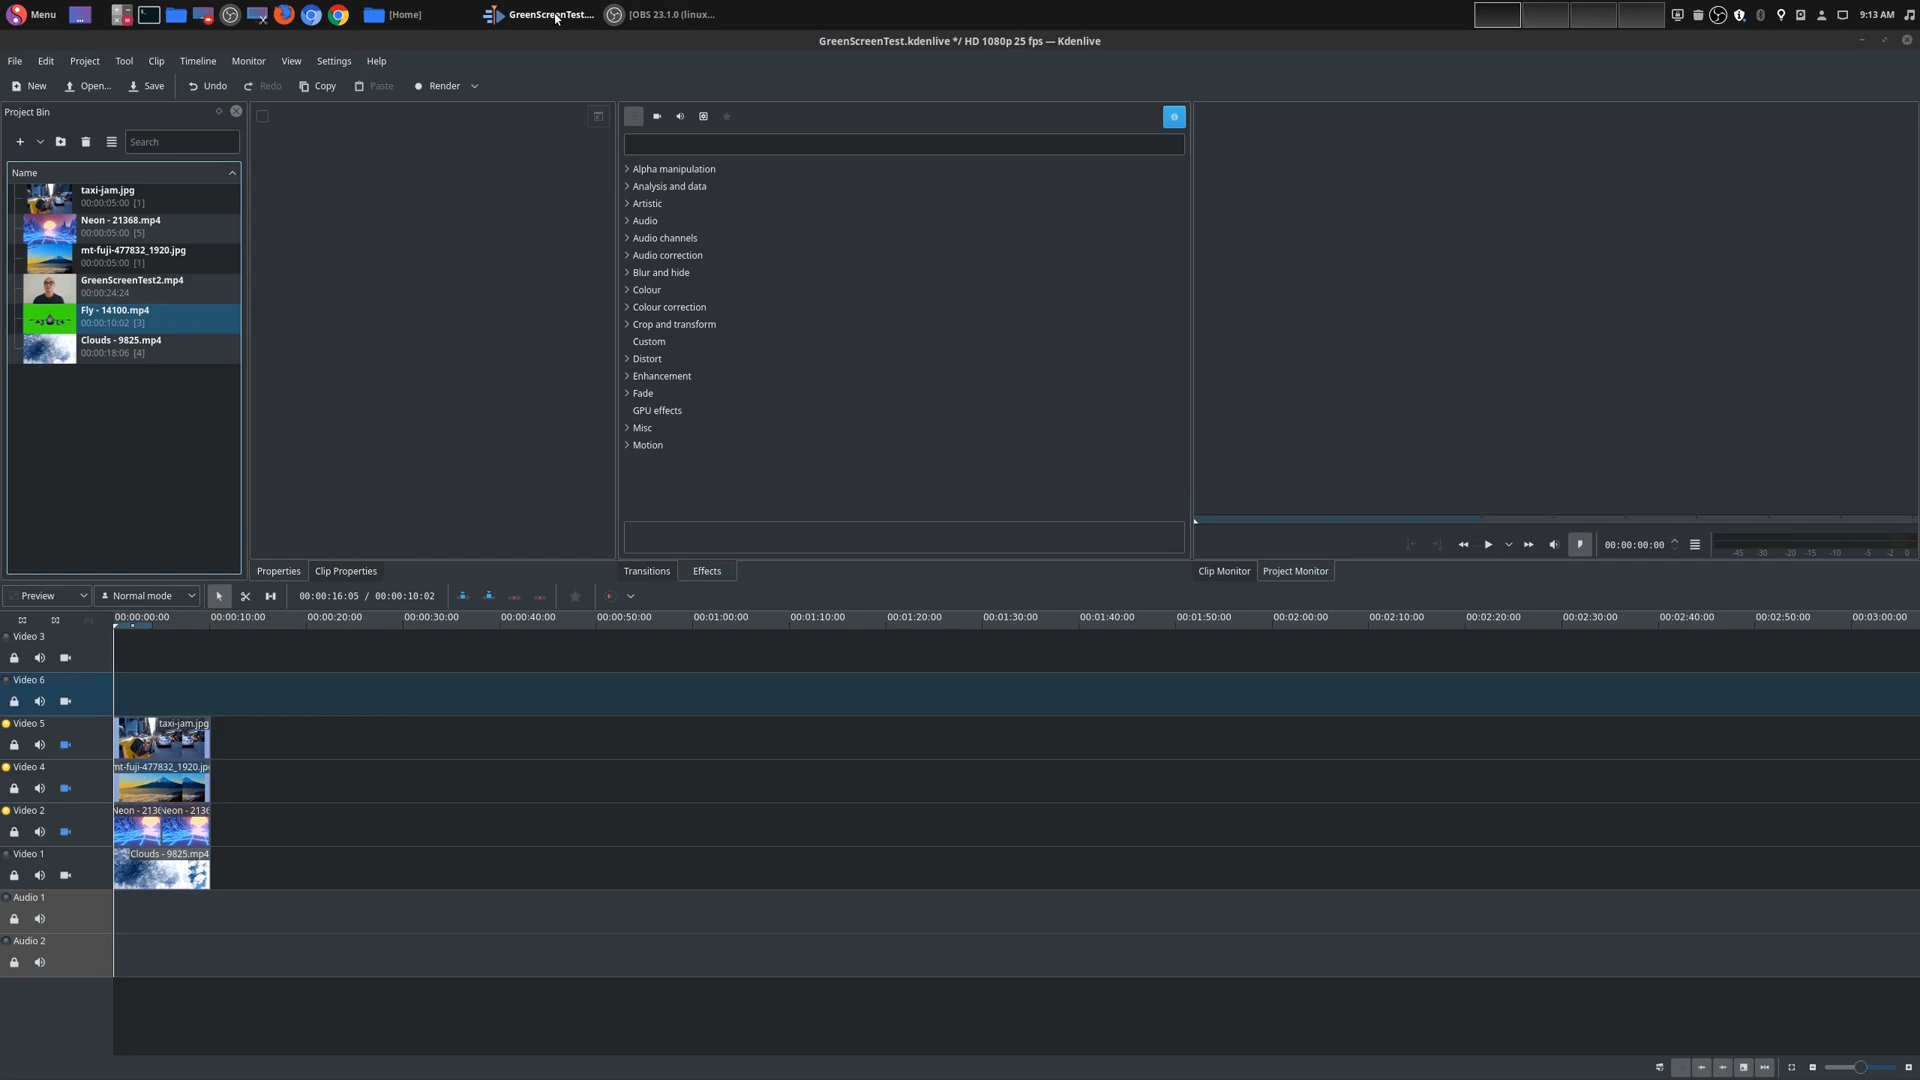 Menu [Home] GreenScreenTest.... [OBS 23.1.0 (linux... 9:13 AM
GreenScreenTest.kdenlive */ HD 1080p 25 fps — Kdenlive
File Edit Project Tool Clip Timeline Monitor View Settings Help
New Open... Save Undo Redo Copy Paste Render
Project Bin
Search
Name
taxi-jam.jpg
00:00:05:00 [1]
Neon - 21368.mp4
00:00:05:00 [5]
mt-fuji-477832_1920.jpg
00:00:05:00 [1]
GreenScreenTest2.mp4
00:00:24:24
Fly - 14100.mp4
00:00:10:02 [3]
Clouds - 9825.mp4
00:00:18:06 [4]
Alpha manipulation
Analysis and data
Artistic
Audio
Audio channels
Audio correction
Blur and hide
Colour
Colour correction
Crop and transform
Custom
Distort
Enhancement
Fade
GPU effects
Misc
Motion
00:00:00:00
-45 -30 -20 -15 -10 -5 -2 0
Properties Clip Properties Transitions Effects Clip Monitor Project Monitor
Preview Normal mode 00:00:16:05 / 00:00:10:02
00:00:00:00 00:00:10:00 00:00:20:00 00:00:30:00 00:00:40:00 00:00:50:00 00:01:00:00 00:01:10:00 00:01:20:00 00:01:30:00 00:01:40:00 00:01:50:00 00:02:00:00 00:02:10:00 00:02:20:00 00:02:30:00 00:02:40:00 00:02:50:00 00:03:00:00
Video 3
Video 6
Video 5 taxi-jam.jpg
Video 4 mt-fuji-477832_1920.jp
Video 2 Neon - 2136 Neon - 2136
Video 1 Clouds - 9825.mp4
Audio 1
Audio 2